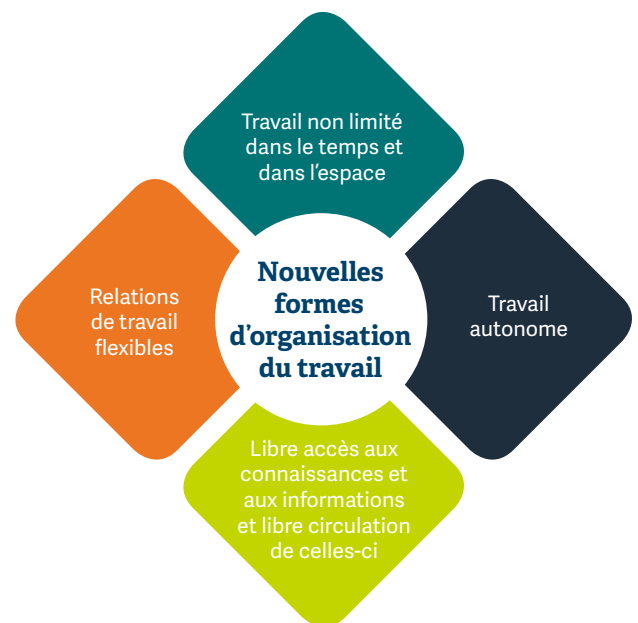 Travail non limité
dans le temps et
dans l'espace
Relations
de travail
flexibles
Nouvelles
formes
d'organisation
du travail
Travail
autonome
Libre accès aux
connaissances et
aux informations
et libre circulation
de celles-ci